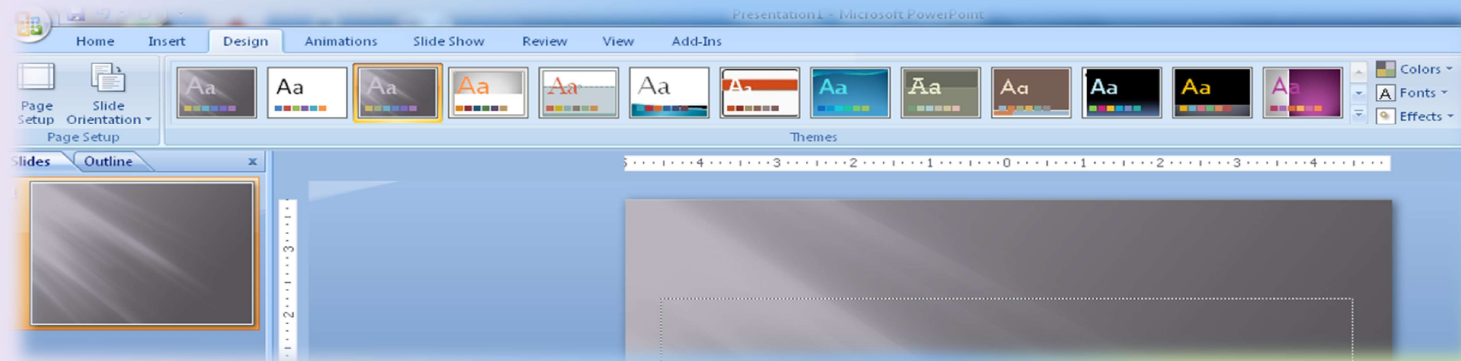 Presentation1 - Microsoft PowerPoint
Home Insert Design Animations Slide Show Review View Add-Ins
Aa Aa Aa Aa Aa Aa Aa Aa Aa Aa Aa Aa Aa
Colors
Fonts
Effects
Page Setup
Slide Orientation
Page Setup
Themes
Slides Outline
5 4 3 2 1 0 1 2 3 4
3
2